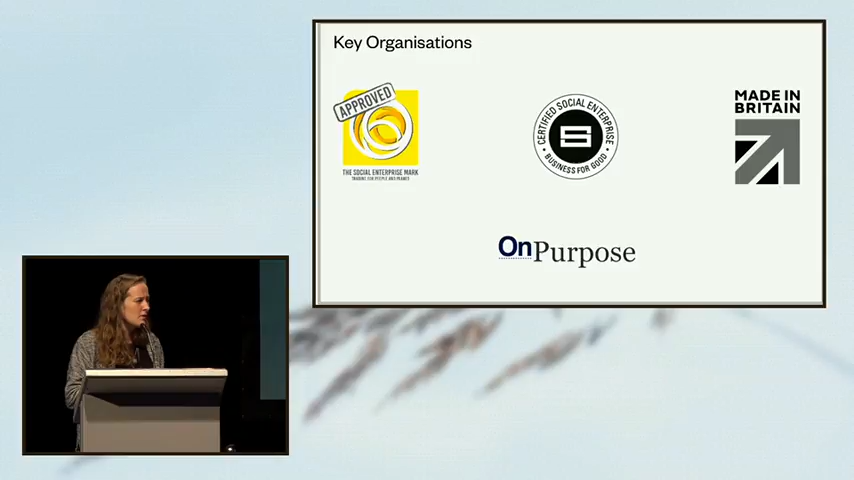 Key Organisations
APPROVED
THE SOCIAL ENTERPRISE MARK
TRADING FOR PEOPLE AND PLANET
CERTIFIED SOCIAL ENTERPRISE
S
• BUSINESS FOR GOOD •
MADE IN
BRITAIN
OnPurpose